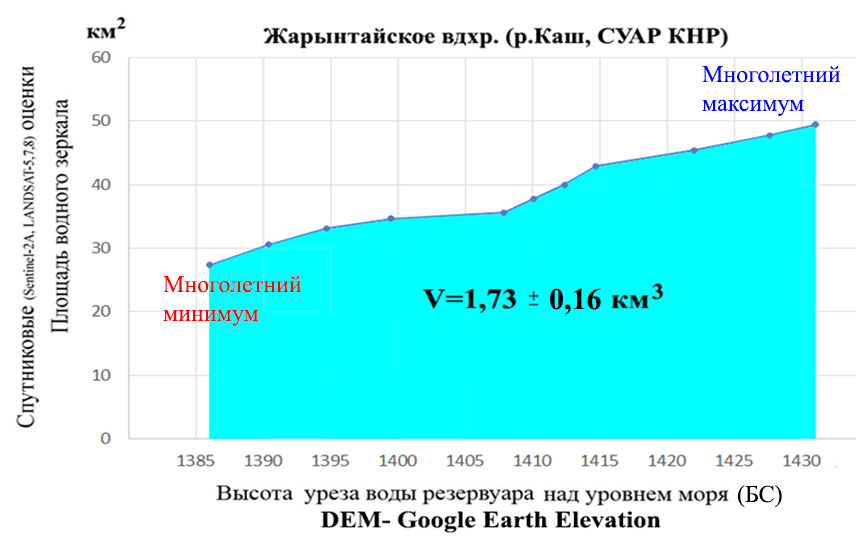 км²
Жарынтайское вдхр. (р.Каш, СУАР КНР)
Спутниковые (Sentinel-2A, LANDSAT-5,7,8) оценки
Площадь водного зеркала
60
50
40
30
20
10
0
Многолетний
максимум
Многолетний
минимум
V=1,73 ± 0,16 км³
1385 1390 1395 1400 1405 1410 1415 1420 1425 1430
Высота уреза воды резервуара над уровнем моря (БС)
DEM- Google Earth Elevation